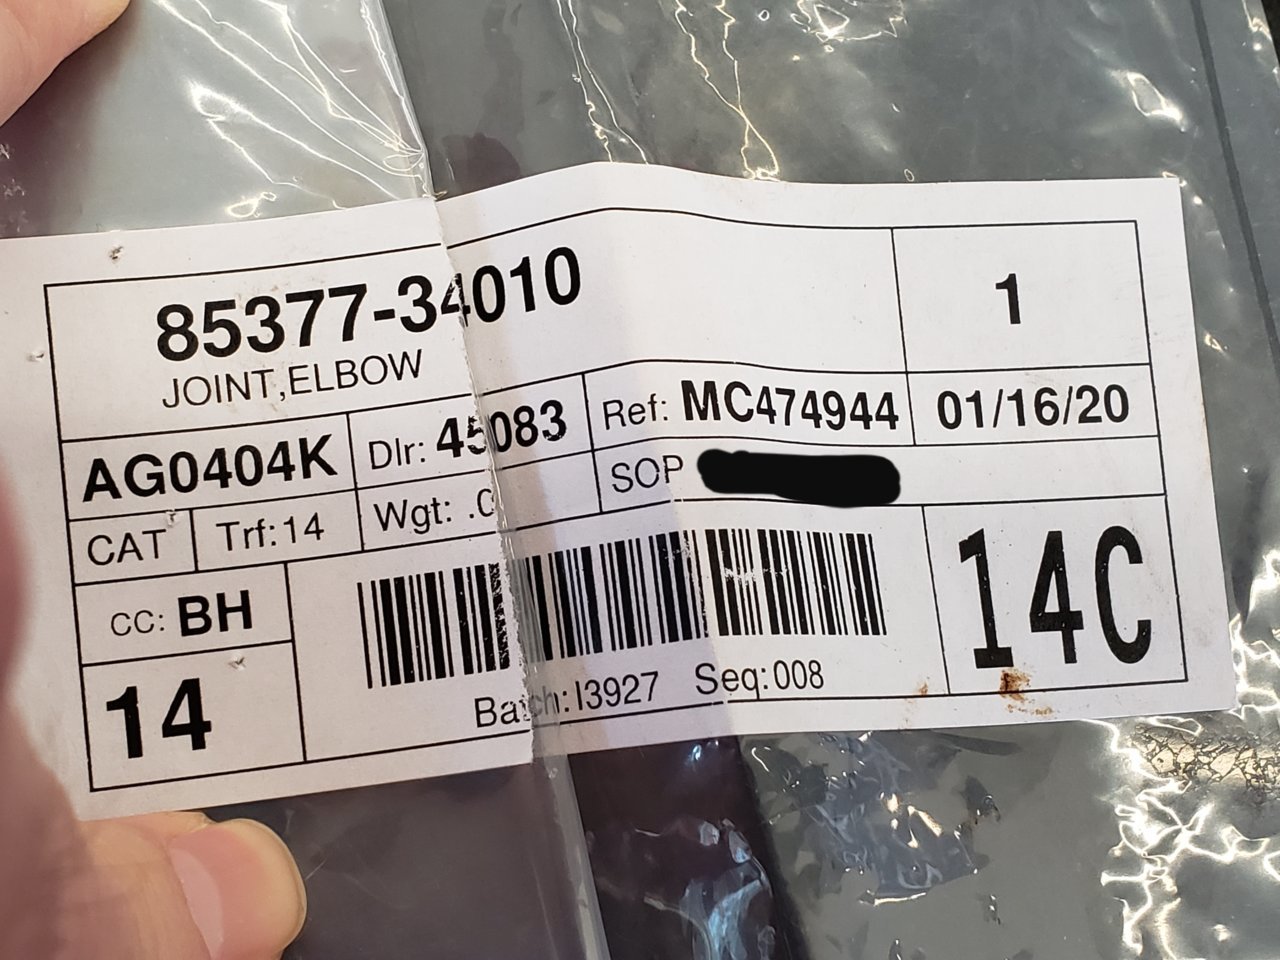 85377-34010
1
JOINT,ELBOW
AG0404K
Dlr: 45083
Ref: MC474944
01/16/20
CAT
Trf:14
Wgt: .0
SOP
CC: BH
14C
14
Batch:I3927 Seq:008